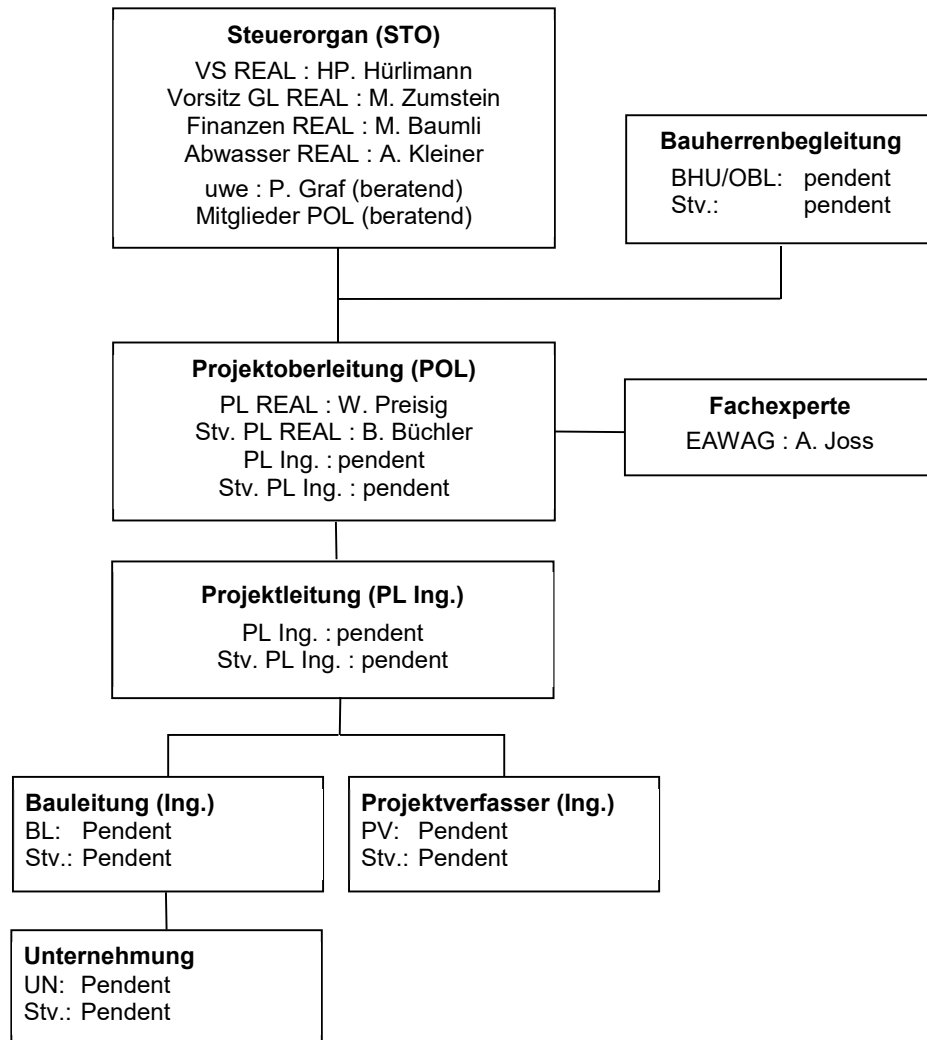 Steuerorgan (STO)
VS REAL : HP. Hürlimann
Vorsitz GL REAL : M. Zumstein
Finanzen REAL : M. Baumli
Abwasser REAL : A. Kleiner
uwe : P. Graf (beratend)
Mitglieder POL (beratend)
Bauherrenbegleitung
BHU/OBL: pendent
Stv.: pendent
Projektoberleitung (POL)
PL REAL : W. Preisig
Stv. PL REAL : B. Büchler
PL Ing. : pendent
Stv. PL Ing. : pendent
Fachexperte
EAWAG : A. Joss
Projektleitung (PL Ing.)
PL Ing. : pendent
Stv. PL Ing. : pendent
Bauleitung (Ing.)
BL: Pendent
Stv.: Pendent
Projektverfasser (Ing.)
PV: Pendent
Stv.: Pendent
Unternehmung
UN: Pendent
Stv.: Pendent